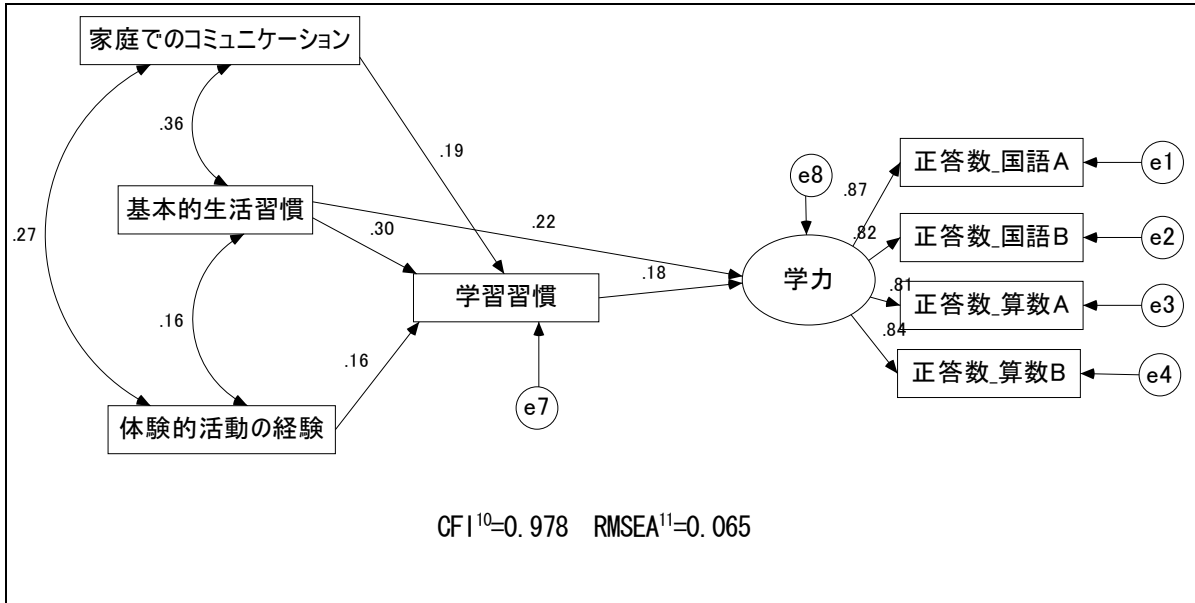 家庭でのコミュニケーション
.36
.19
.27
基本的生活習慣
.30
.22
.16
学習習慣
.18
.16
体験的活動の経験
e7
e8
学力
.87
正答数_国語A
e1
.82
正答数_国語B
e2
.81
正答数_算数A
e3
.84
正答数_算数B
e4
CFI10=0.978 RMSEA11=0.065